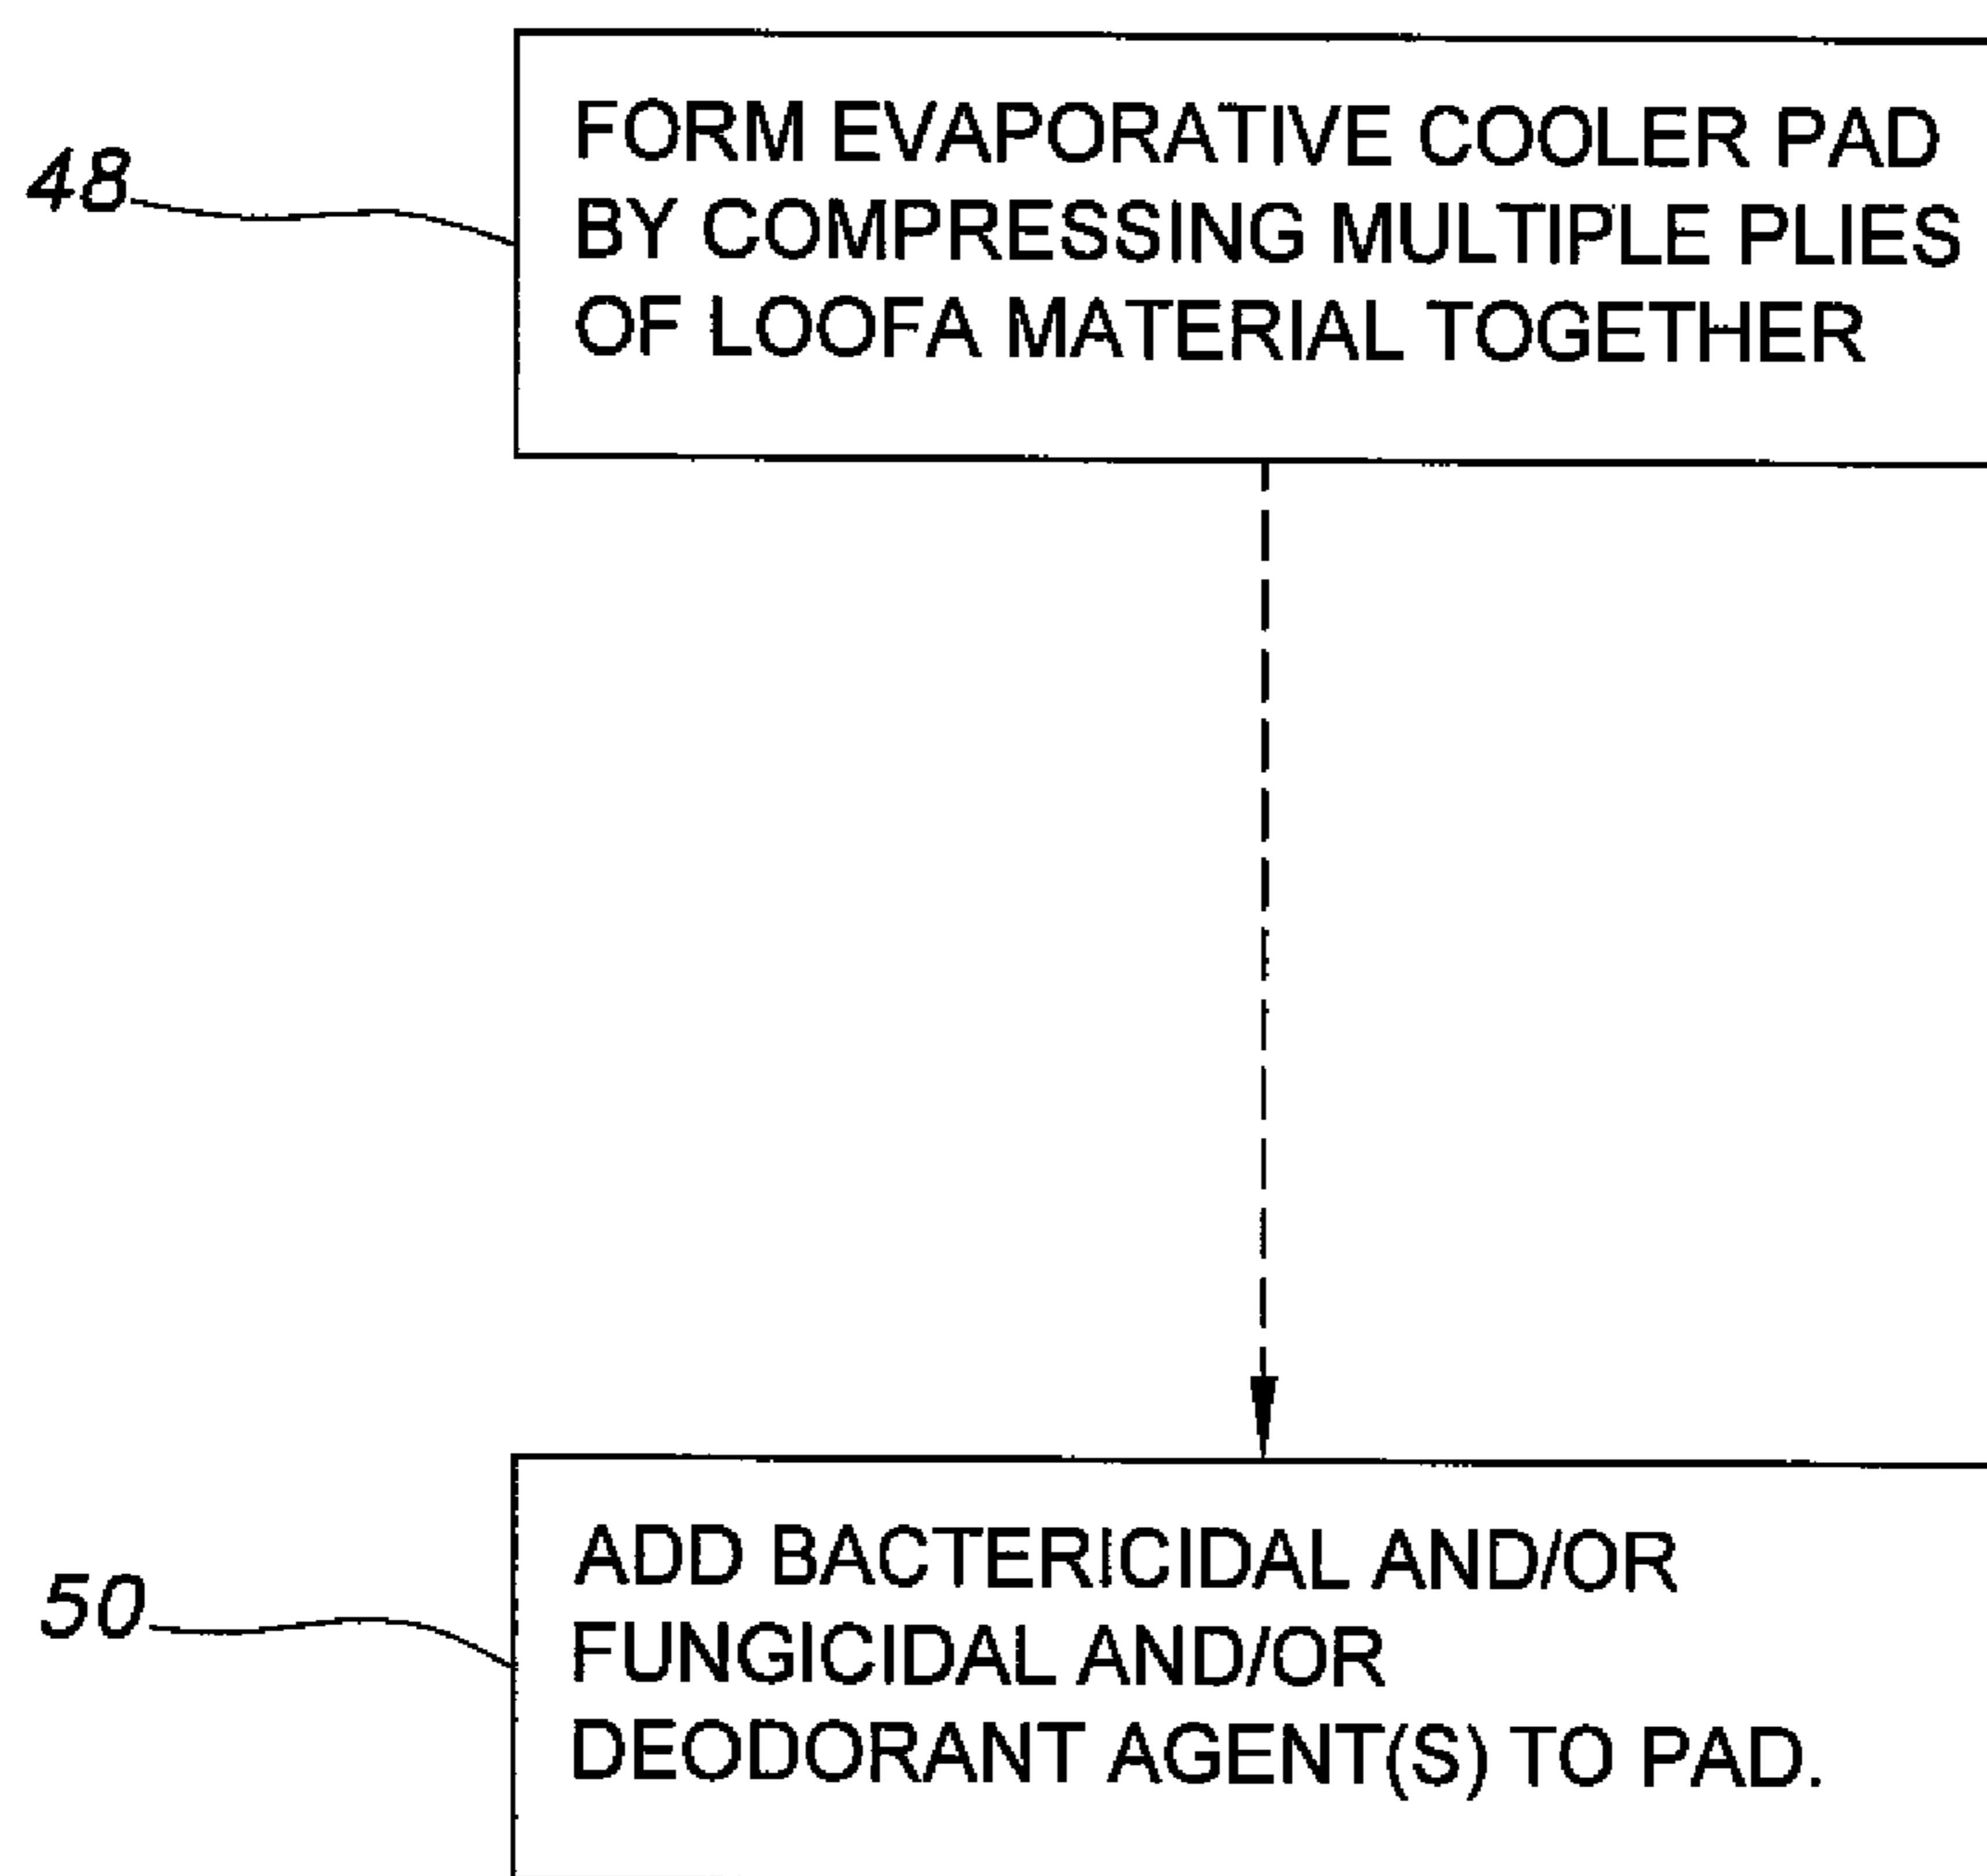 48
FORM EVAPORATIVE COOLER PAD
BY COMPRESSING MULTIPLE PLIES
OF LOOFA MATERIAL TOGETHER
50
ADD BACTERICIDAL AND/OR
FUNGICIDAL AND/OR
DEODORANT AGENT(S) TO PAD.